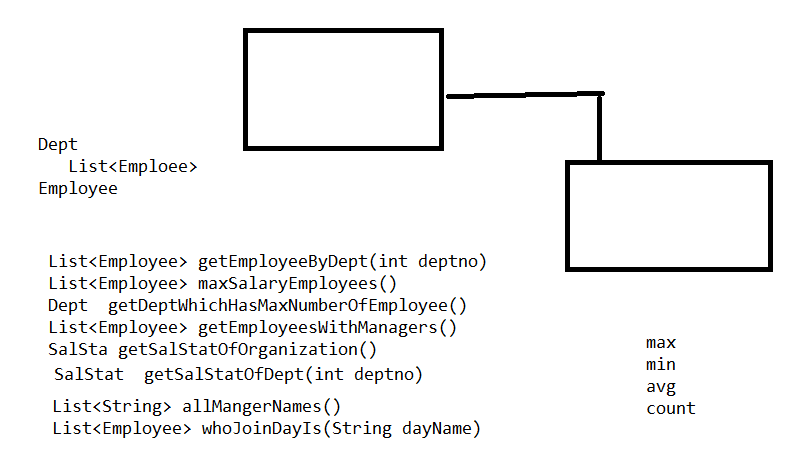 Dept
List<Emploee>
Employee
List<Employee> getEmployeeByDept(int deptno)
List<Employee> maxSalaryEmployees()
Dept  getDeptWhichHasMaxNumberOfEmployee()
List<Employee> getEmployeesWithManagers()
SalSta getSalStatOfOrganization()
SalStat  getSalStatOfDept(int deptno)
List<String> allMangerNames()
List<Employee> whoJoinDayIs(String dayName)
max
min
avg
count